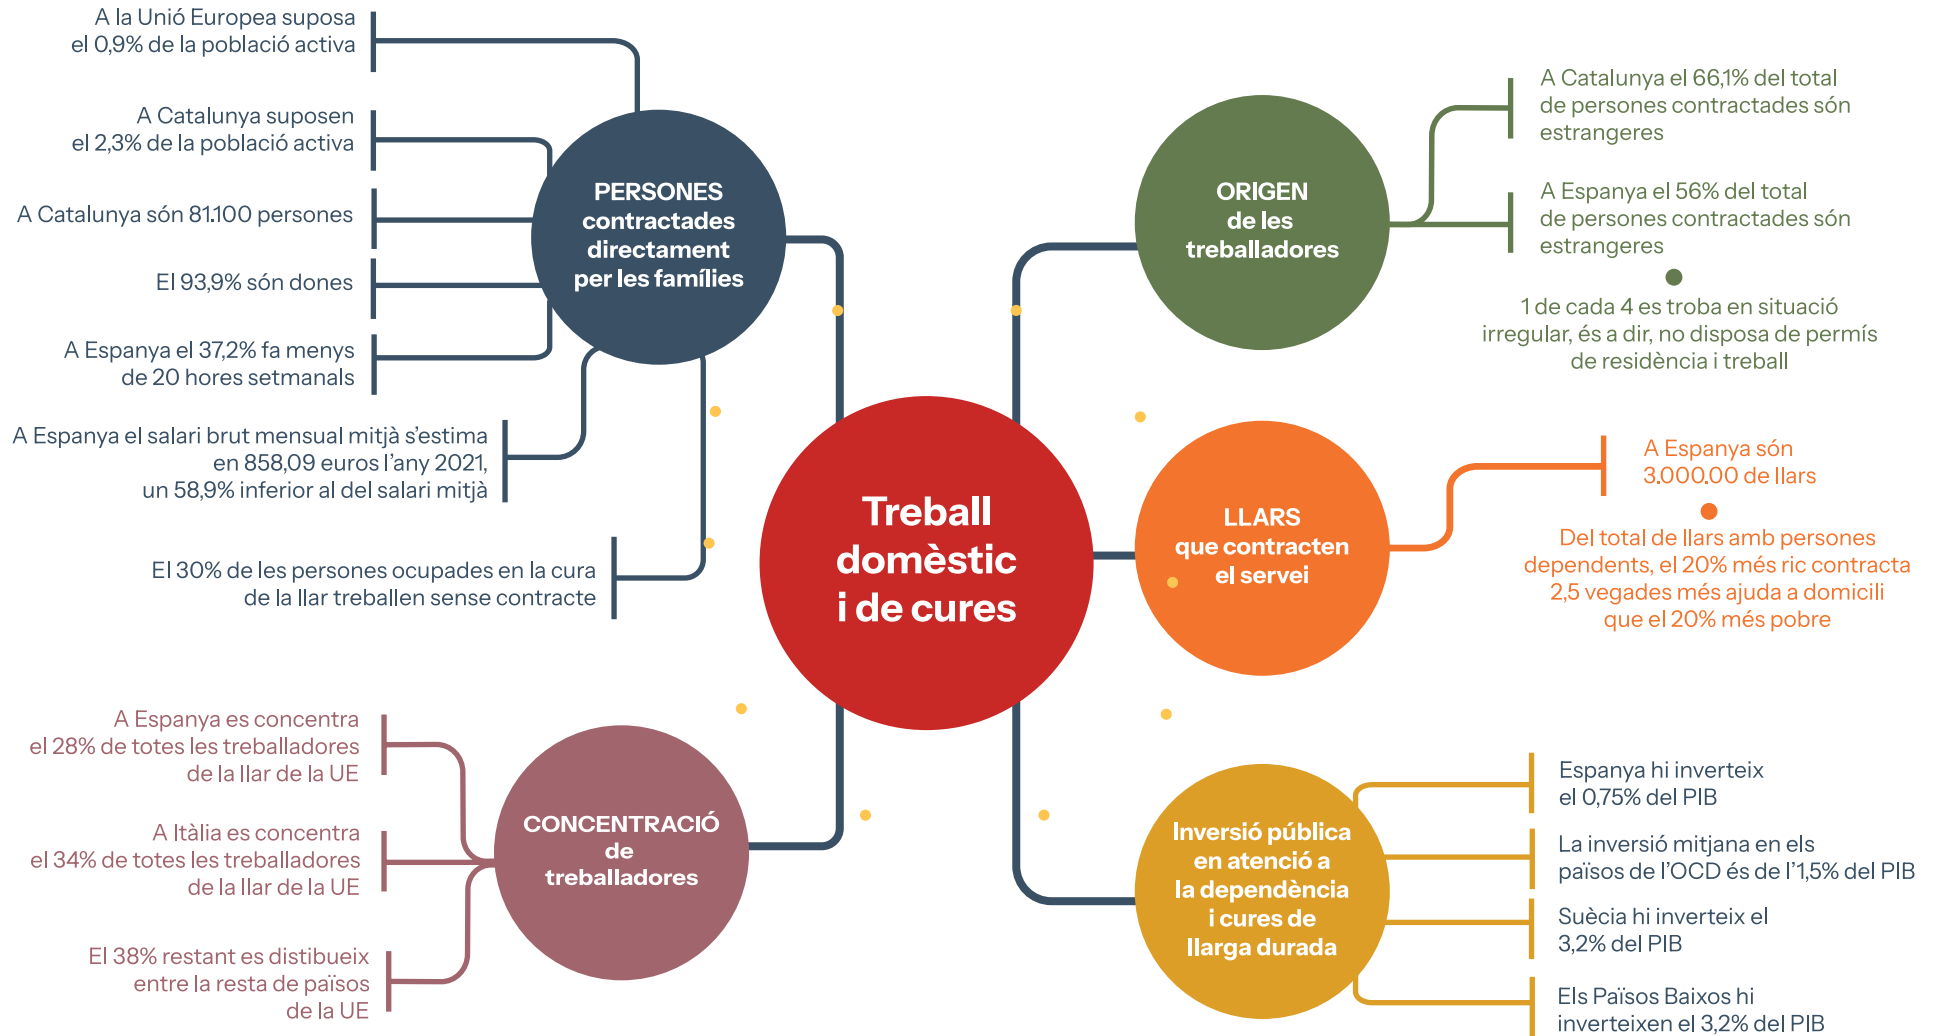 Treball
domèstic
i de cures
PERSONES
contractades
directament
per les famílies
A la Unió Europea suposa
el 0,9% de la població activa
A Catalunya suposen
el 2,3% de la població activa
A Catalunya són 81.100 persones
El 93,9% són dones
A Espanya el 37,2% fa menys
de 20 hores setmanals
A Espanya el salari brut mensual mitjà s’estima
en 858,09 euros l’any 2021,
un 58,9% inferior al del salari mitjà
El 30% de les persones ocupades en la cura
de la llar treballen sense contracte
CONCENTRACIÓ
de
treballadores
A Espanya es concentra
el 28% de totes les treballadores
de la llar de la UE
A Itàlia es concentra
el 34% de totes les treballadores
de la llar de la UE
El 38% restant es distibueix
entre la resta de països
de la UE
ORIGEN
de les
treballadores
A Catalunya el 66,1% del total
de persones contractades són
estrangeres
A Espanya el 56% del total
de persones contractades són
estrangeres
1 de cada 4 es troba en situació
irregular, és a dir, no disposa de permís
de residència i treball
LLARS
que contracten
el servei
A Espanya són
3.000.00 de llars
Del total de llars amb persones
dependents, el 20% més ric contracta
2,5 vegades més ajuda a domicili
que el 20% més pobre
Inversió pública
en atenció a
la dependència
i cures de
llarga durada
Espanya hi inverteix
el 0,75% del PIB
La inversió mitjana en els
països de l’OCD és de l’1,5% del PIB
Suècia hi inverteix el
3,2% del PIB
Els Països Baixos hi
inverteixen el 3,2% del PIB